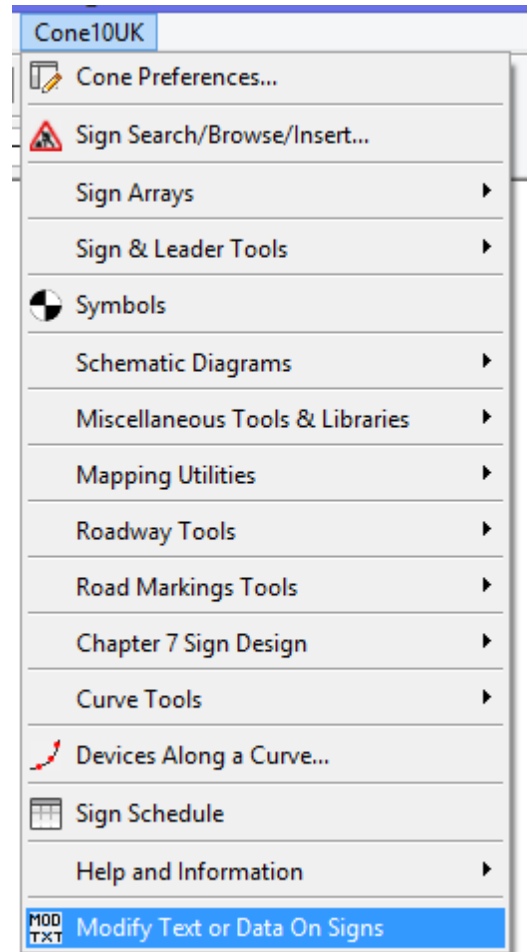 Cone10UK
Cone Preferences...
Sign Search/Browse/Insert...
Sign Arrays
Sign & Leader Tools
Symbols
Schematic Diagrams
Miscellaneous Tools & Libraries
Mapping Utilities
Roadway Tools
Road Markings Tools
Chapter 7 Sign Design
Curve Tools
Devices Along a Curve...
Sign Schedule
Help and Information
MOD
TXT Modify Text or Data On Signs